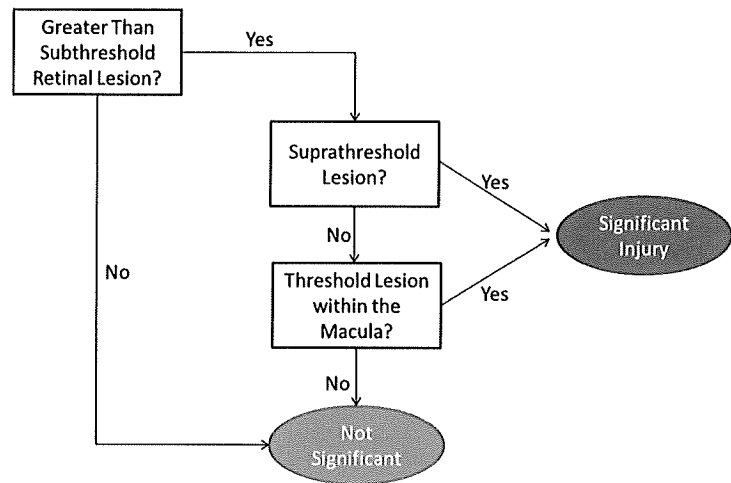 Greater Than
Subthreshold
Retinal Lesion?
Yes
Suprathreshold
Lesion?
Yes
Significant
Injury
No
No
Threshold Lesion
within the
Macula?
Yes
No
Not
Significant